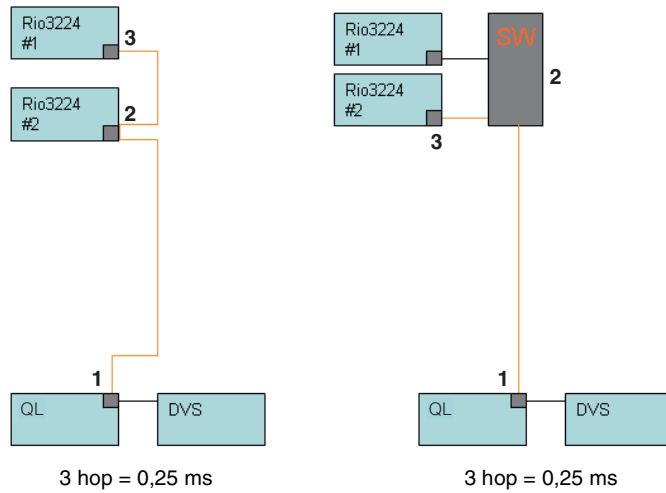 Rio3224
#1
3
Rio3224
#2
2
1
QL
DVS
3 hop = 0,25 ms
Rio3224
#1
SW
2
Rio3224
#2
3
1
QL
DVS
3 hop = 0,25 ms